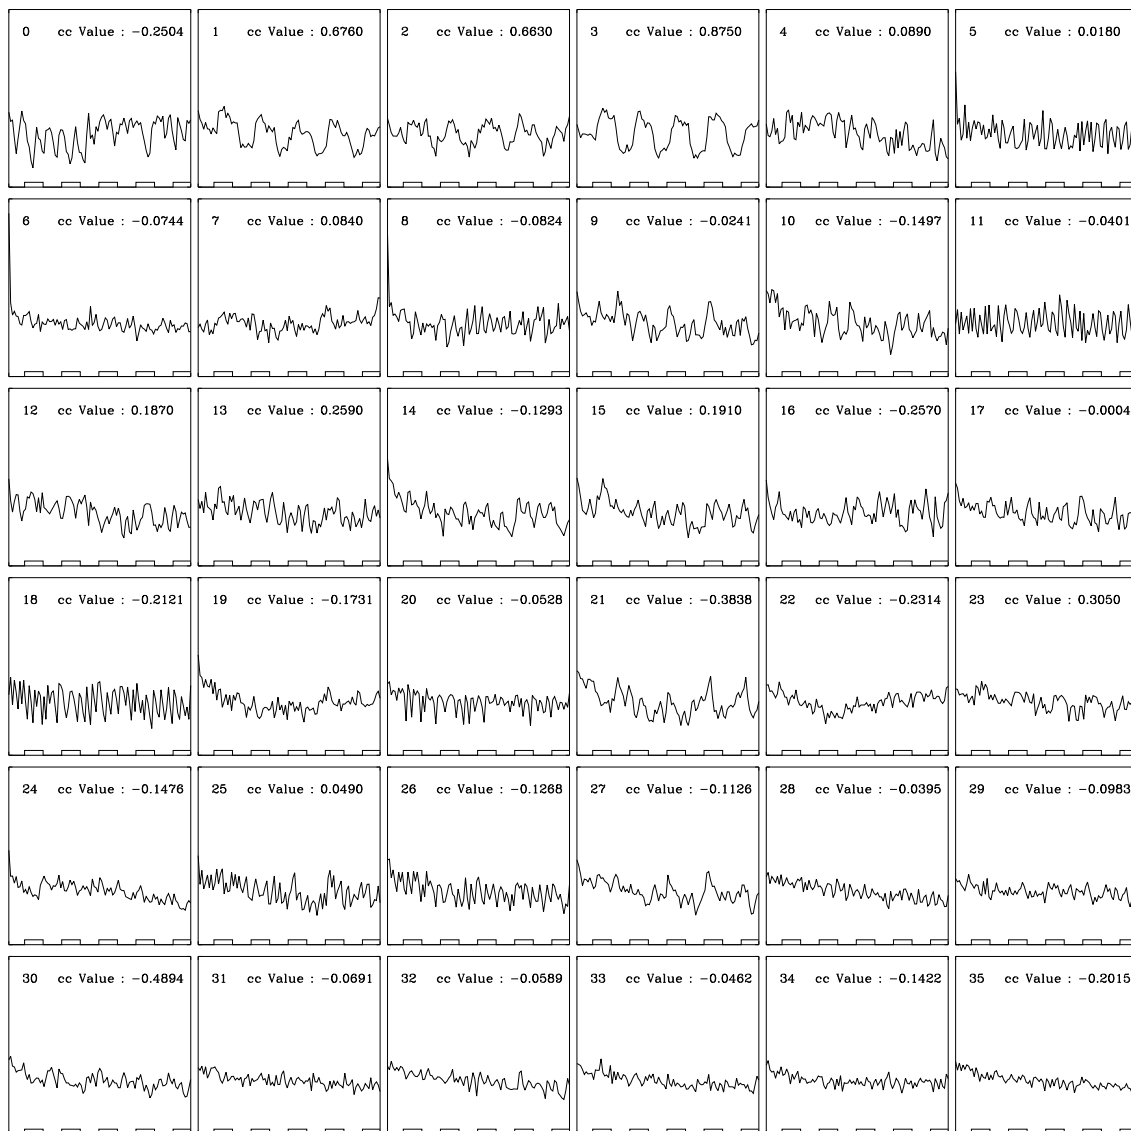 0 cc Value : −0.2504
1 cc Value : 0.6760
2 cc Value : 0.6630
3 cc Value : 0.8750
4 cc Value : 0.0890
5 cc Value : 0.0180
6 cc Value : −0.0744
7 cc Value : 0.0840
8 cc Value : −0.0824
9 cc Value : −0.0241
10 cc Value : −0.1497
11 cc Value : −0.0401
12 cc Value : 0.1870
13 cc Value : 0.2590
14 cc Value : −0.1293
15 cc Value : 0.1910
16 cc Value : −0.2570
17 cc Value : −0.0004
18 cc Value : −0.2121
19 cc Value : −0.1731
20 cc Value : −0.0528
21 cc Value : −0.3838
22 cc Value : −0.2314
23 cc Value : 0.3050
24 cc Value : −0.1476
25 cc Value : 0.0490
26 cc Value : −0.1268
27 cc Value : −0.1126
28 cc Value : −0.0395
29 cc Value : −0.0983
30 cc Value : −0.4894
31 cc Value : −0.0691
32 cc Value : −0.0589
33 cc Value : −0.0462
34 cc Value : −0.1422
35 cc Value : −0.2015